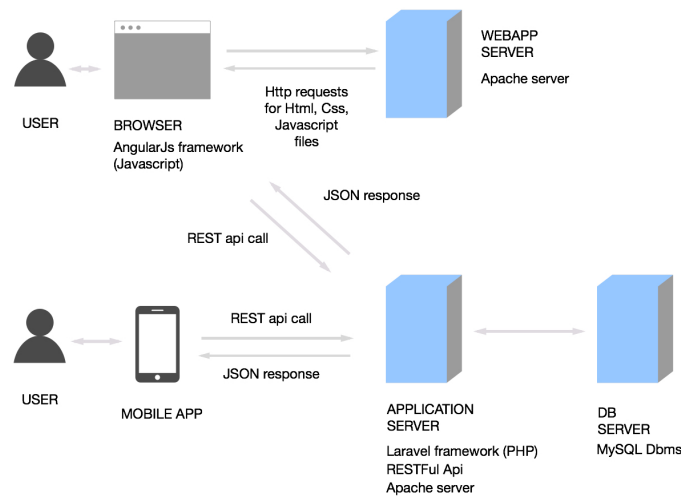 WEBAPP
SERVER
Apache server
USER
BROWSER
AngularJs framework
(Javascript)
Http requests
for Html, Css,
Javascript
files
JSON response
REST api call
REST api call
JSON response
USER
MOBILE APP
APPLICATION
SERVER
Laravel framework (PHP)
RESTFul Api
Apache server
DB
SERVER
MySQL Dbms